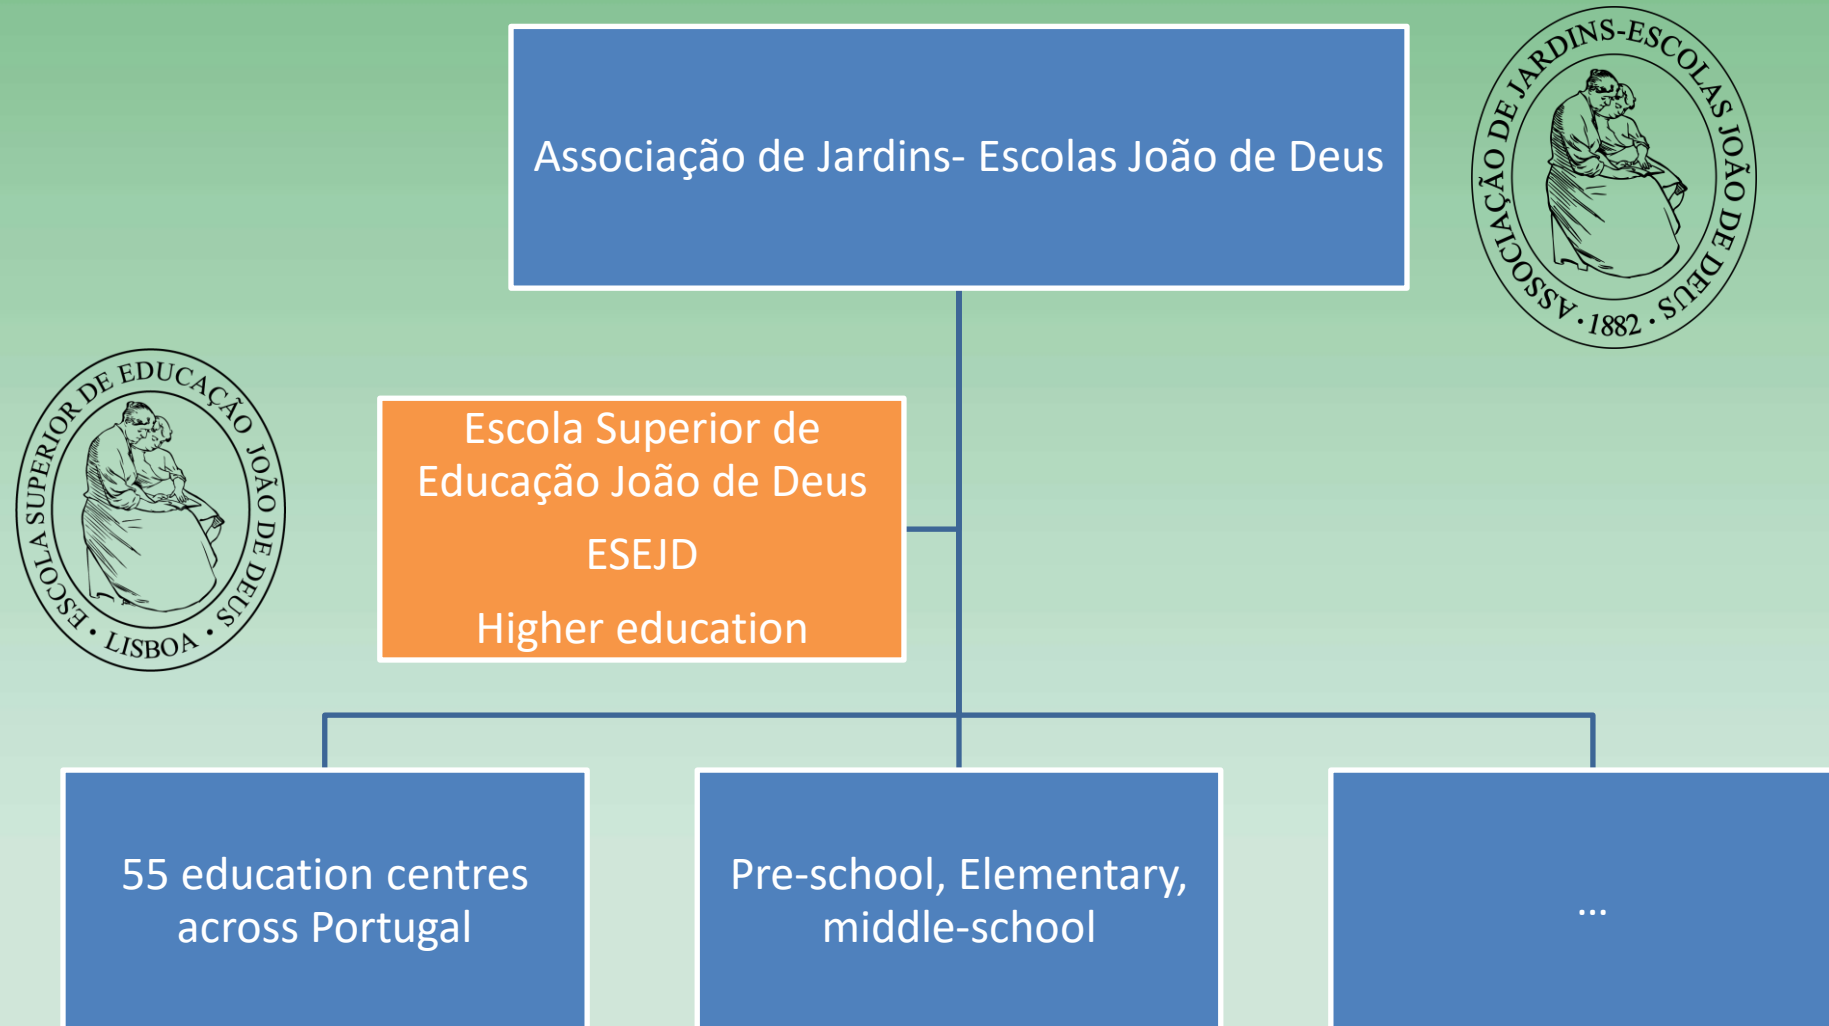 Associação de Jardins- Escolas João de Deus
ASSOCIAÇÃO DE JARDINS-ESCOLAS JOÃO DE DEUS · 1882 ·
ESCOLA SUPERIOR DE EDUCAÇÃO JOÃO DE DEUS · LISBOA ·
Escola Superior de
Educação João de Deus
ESEJD
Higher education
55 education centres
across Portugal
Pre-school, Elementary,
middle-school
...